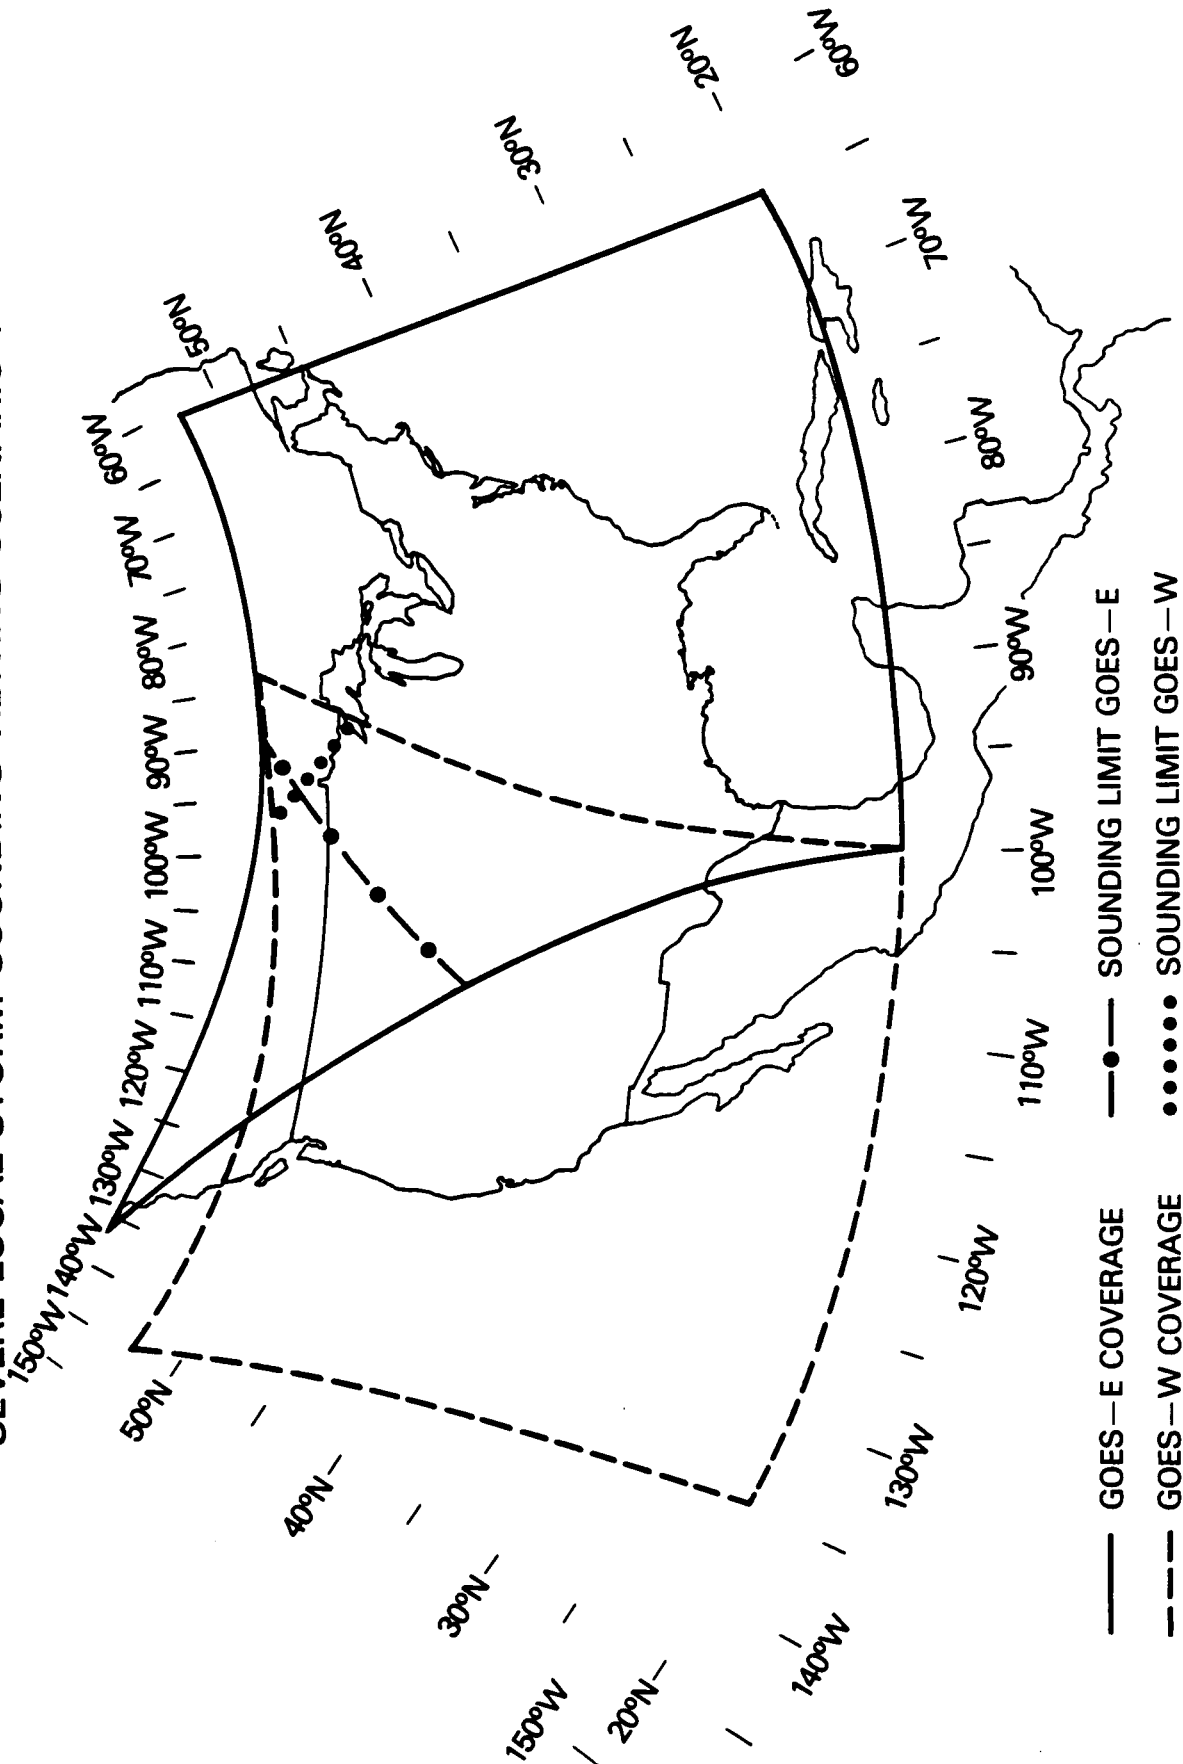 SEVERE LOCAL STORM SOUNDING
150°W 140°W 130°W 120°W 110°W 100°W 90°W 80°W 70°W 60°W
50°N 50°N
40°N 40°N
30°N 30°N
20°N 20°N
150°W 140°W 130°W 120°W 110°W 100°W 90°W 80°W 70°W 60°W
GOES–E COVERAGE SOUNDING LIMIT GOES–E
GOES–W COVERAGE SOUNDING LIMIT GOES–W